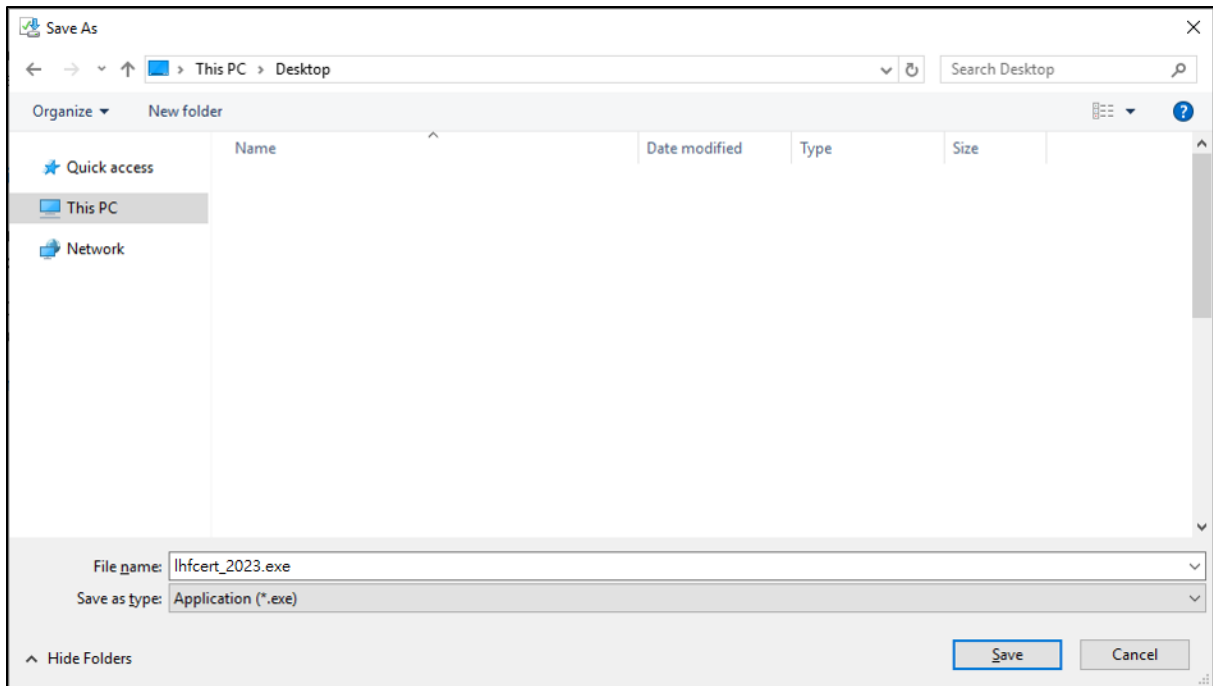 Save As
This PC > Desktop
Search Desktop
Organize
New folder
Name
Date modified
Type
Size
Quick access
This PC
Network
File name: lhfcert_2023.exe
Save as type: Application (*.exe)
Hide Folders
Save
Cancel